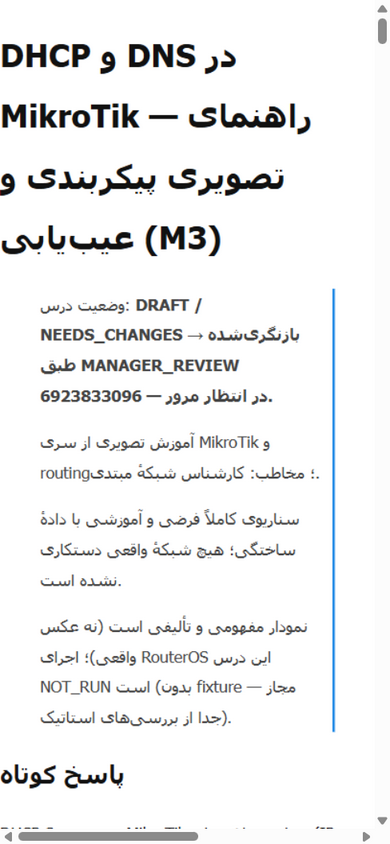 DHCP و DNS در
MikroTik — راهنمای
تصویری پیکربندی و
عیب‌یابی (M3)
وضعیت درس: DRAFT /
NEEDS_CHANGES → بازنگری‌شده
طبق MANAGER_REVIEW
6923833096 — در انتظار مرور.
آموزش تصویری از سری MikroTik و
routing؛ مخاطب: کارشناس شبکهٔ مبتدی.
سناریوی کاملاً فرضی و آموزشی با دادهٔ
ساختگی؛ هیچ شبکهٔ واقعی دستکاری
نشده است.
نمودار مفهومی و تألیفی است (نه عکس
واقعی)؛ اجرای RouterOS این درس
NOT_RUN است (بدون fixture مجاز —
جدا از بررسی‌های استاتیک).
پاسخ کوتاه